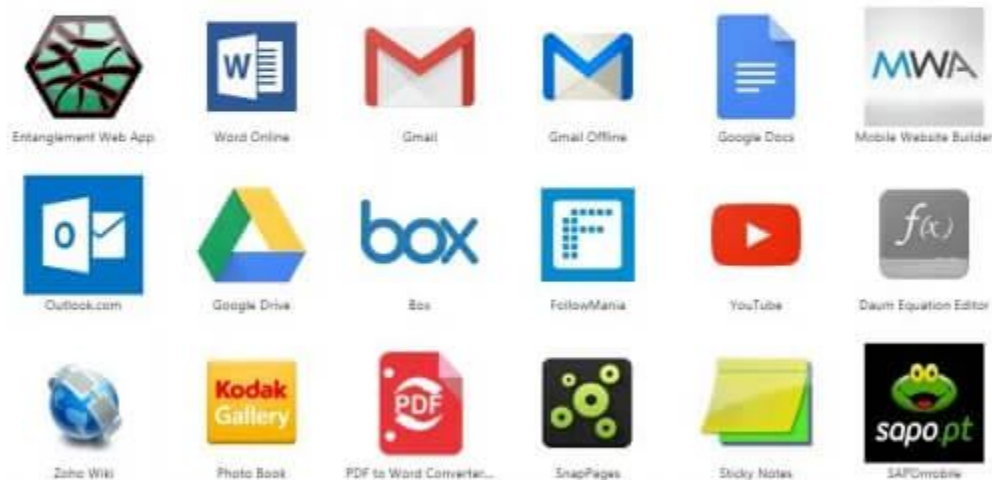 W
MWA
Entanglement Web App
Word Online
Gmail
Gmail Offline
Google Docs
Mobile Website Builder
O
box
F
f(x)
Outlook.com
Google Drive
Box
FollowMania
YouTube
Daum Equation Editor
Kodak
Gallery
PDF
sapo.pt
Zoho Wiki
Photo Book
PDF to Word Converter...
SnapPages
Sticky Notes
SAPOmobile